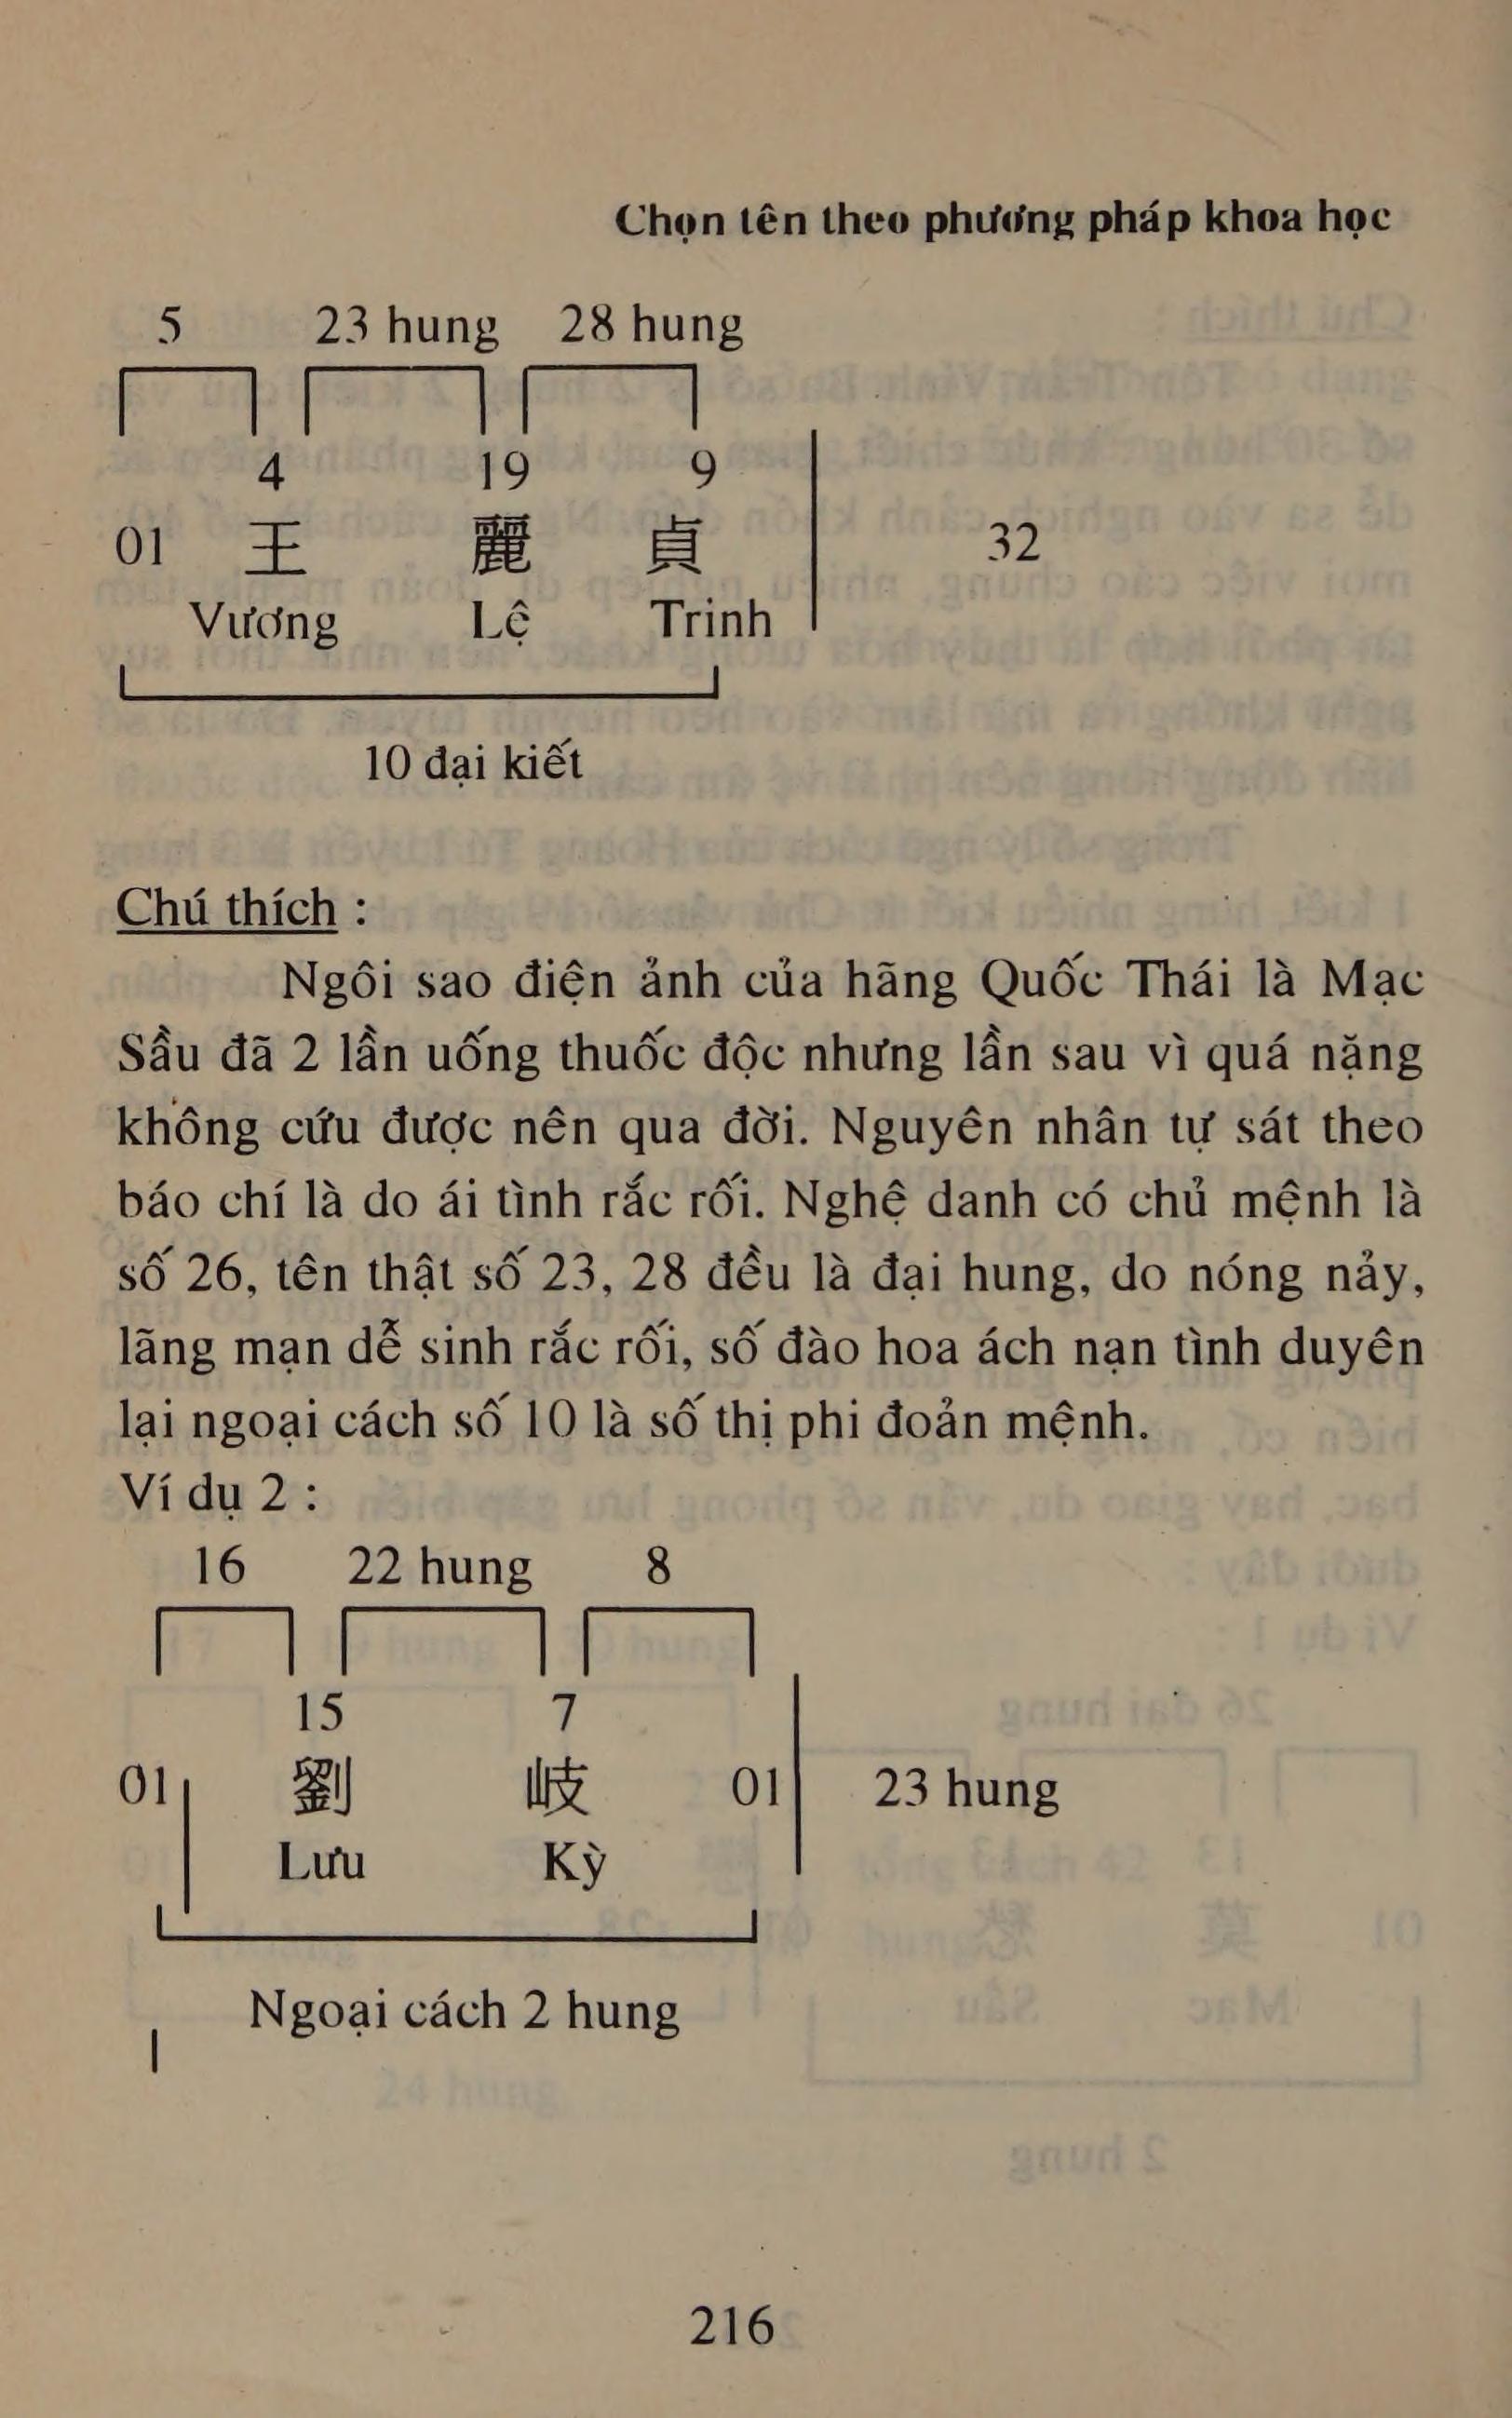 Chọn tên theo phương pháp khoa học
5 23 hung 28 hung
4 19 9
01 王 麗 貞 32
Vương Lệ Trinh
10 đại kiết
Chú thích :
Ngôi sao điện ảnh của hãng Quốc Thái là Mạc
Sầu đã 2 lần uống thuốc độc nhưng lần sau vì quá nặng
không cứu được nên qua đời. Nguyên nhân tự sát theo
báo chí là do ái tình rắc rối. Nghệ danh có chủ mệnh là
số 26, tên thật số 23, 28 đều là đại hung, do nóng nảy,
lãng mạn dễ sinh rắc rối, số đào hoa ách nạn tình duyên
lại ngoại cách số 10 là số thị phi đoản mệnh.
Ví dụ 2 :
16 22 hung 8
15 7
01 劉 岐 01 23 hung
Lưu Kỳ
Ngoại cách 2 hung
216